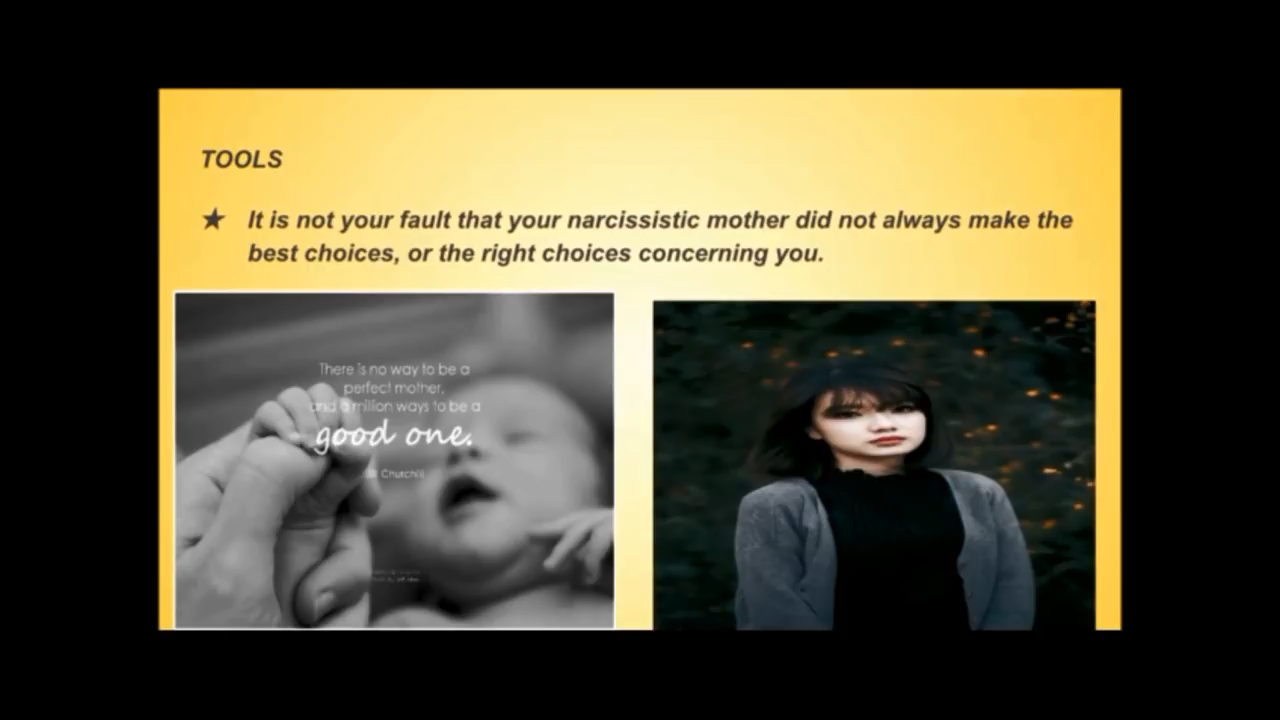 TOOLS
★ It is not your fault that your narcissistic mother did not always make the
best choices, or the right choices concerning you.
There is no way to be a
perfect mother,
and a million ways to be a
good one.
Jill Churchill